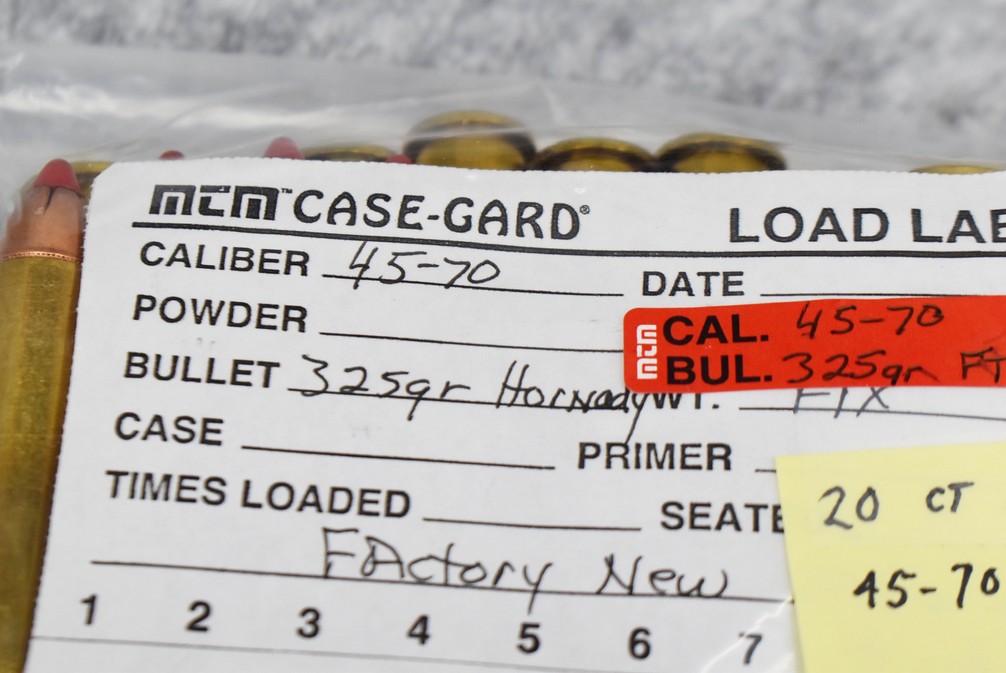 MTM™ CASE-GARD® LOAD LAB
CALIBER 45-70 DATE
POWDER
CAL. 45-70
MTM
BUL. 325gr FT
BULLET 325gr Hornady WT. FTX
CASE PRIMER
TIMES LOADED SEATE
FActory New
1 2 3 4 5 6 7
20 CT
45-70